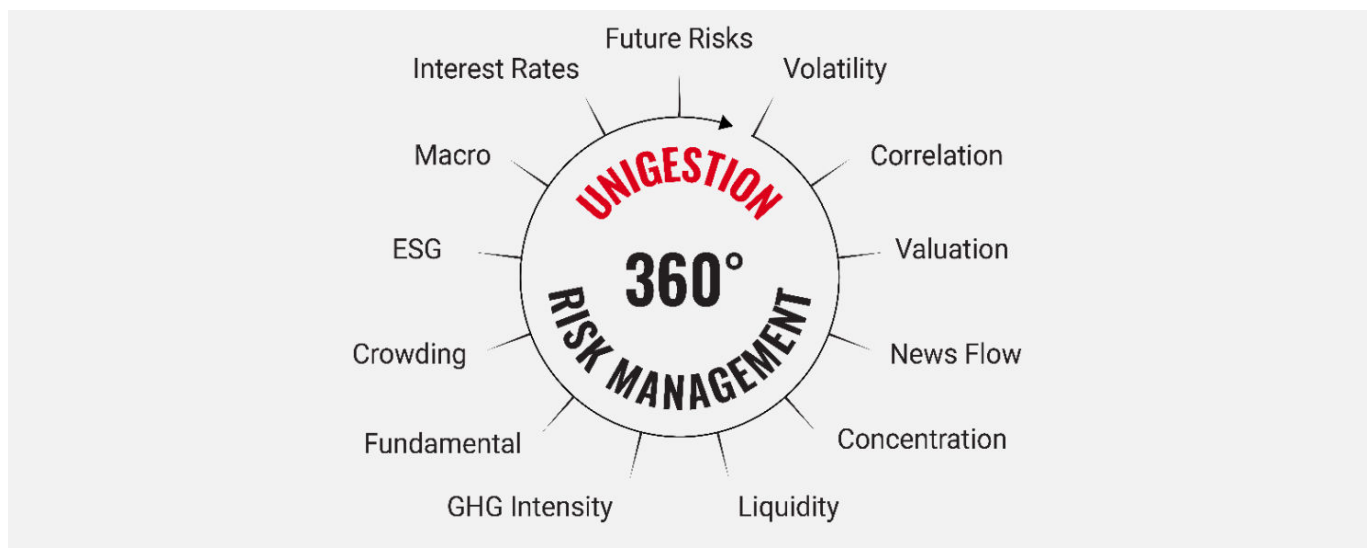 Future Risks
Volatility
Correlation
Valuation
News Flow
Concentration
Liquidity
GHG Intensity
Fundamental
Crowding
ESG
Macro
Interest Rates
UNIGESTION
360°
RISK MANAGEMENT